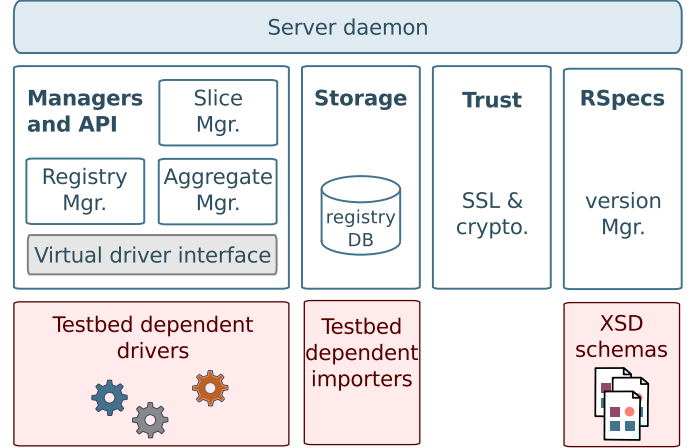 Server daemon
Managers
and API
Slice
Mgr.
Registry
Mgr.
Aggregate
Mgr.
Virtual driver interface
Storage
registry
DB
Trust
SSL &
crypto.
RSpecs
version
Mgr.
Testbed dependent
drivers
Testbed
dependent
importers
XSD
schemas